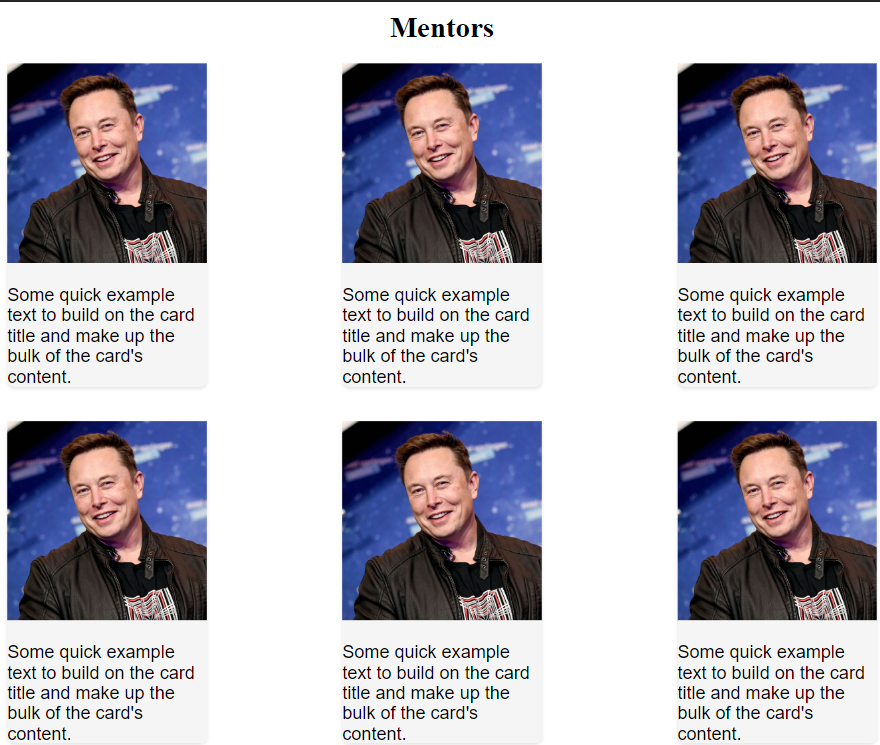 Mentors
Some quick example
text to build on the card
title and make up the
bulk of the card's
content.
Some quick example
text to build on the card
title and make up the
bulk of the card's
content.
Some quick example
text to build on the card
title and make up the
bulk of the card's
content.
Some quick example
text to build on the card
title and make up the
bulk of the card's
content.
Some quick example
text to build on the card
title and make up the
bulk of the card's
content.
Some quick example
text to build on the card
title and make up the
bulk of the card's
content.